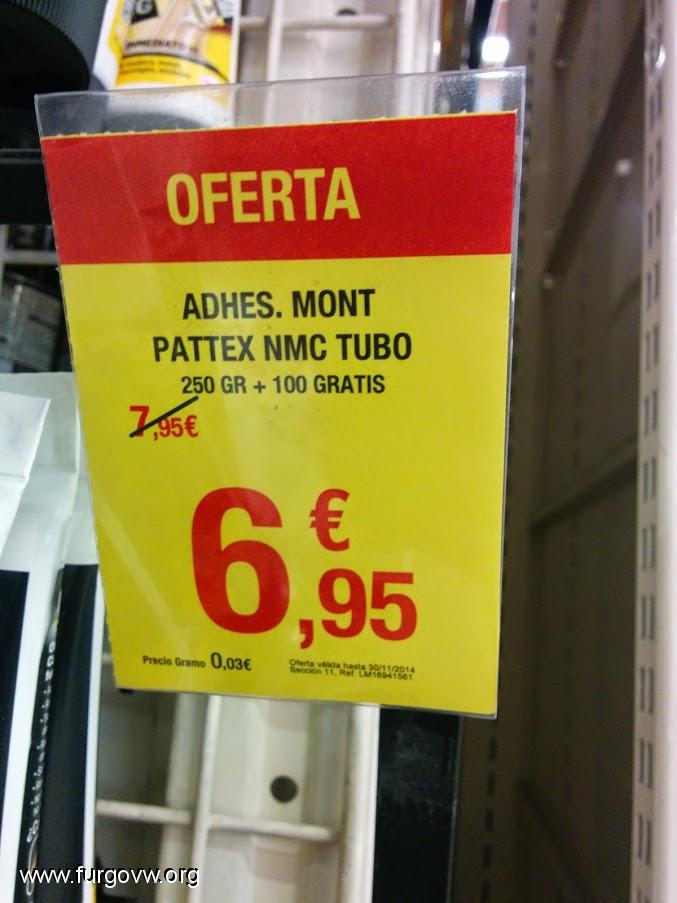 OFERTA
ADHES. MONT
PATTEX NMC TUBO
250 GR + 100 GRATIS
7,95€
6,95 €
Precio Gramo 0,03€
Oferta válida hasta 30/11/2014
Sección 11, Ref. LM16941561
www.furgovw.org